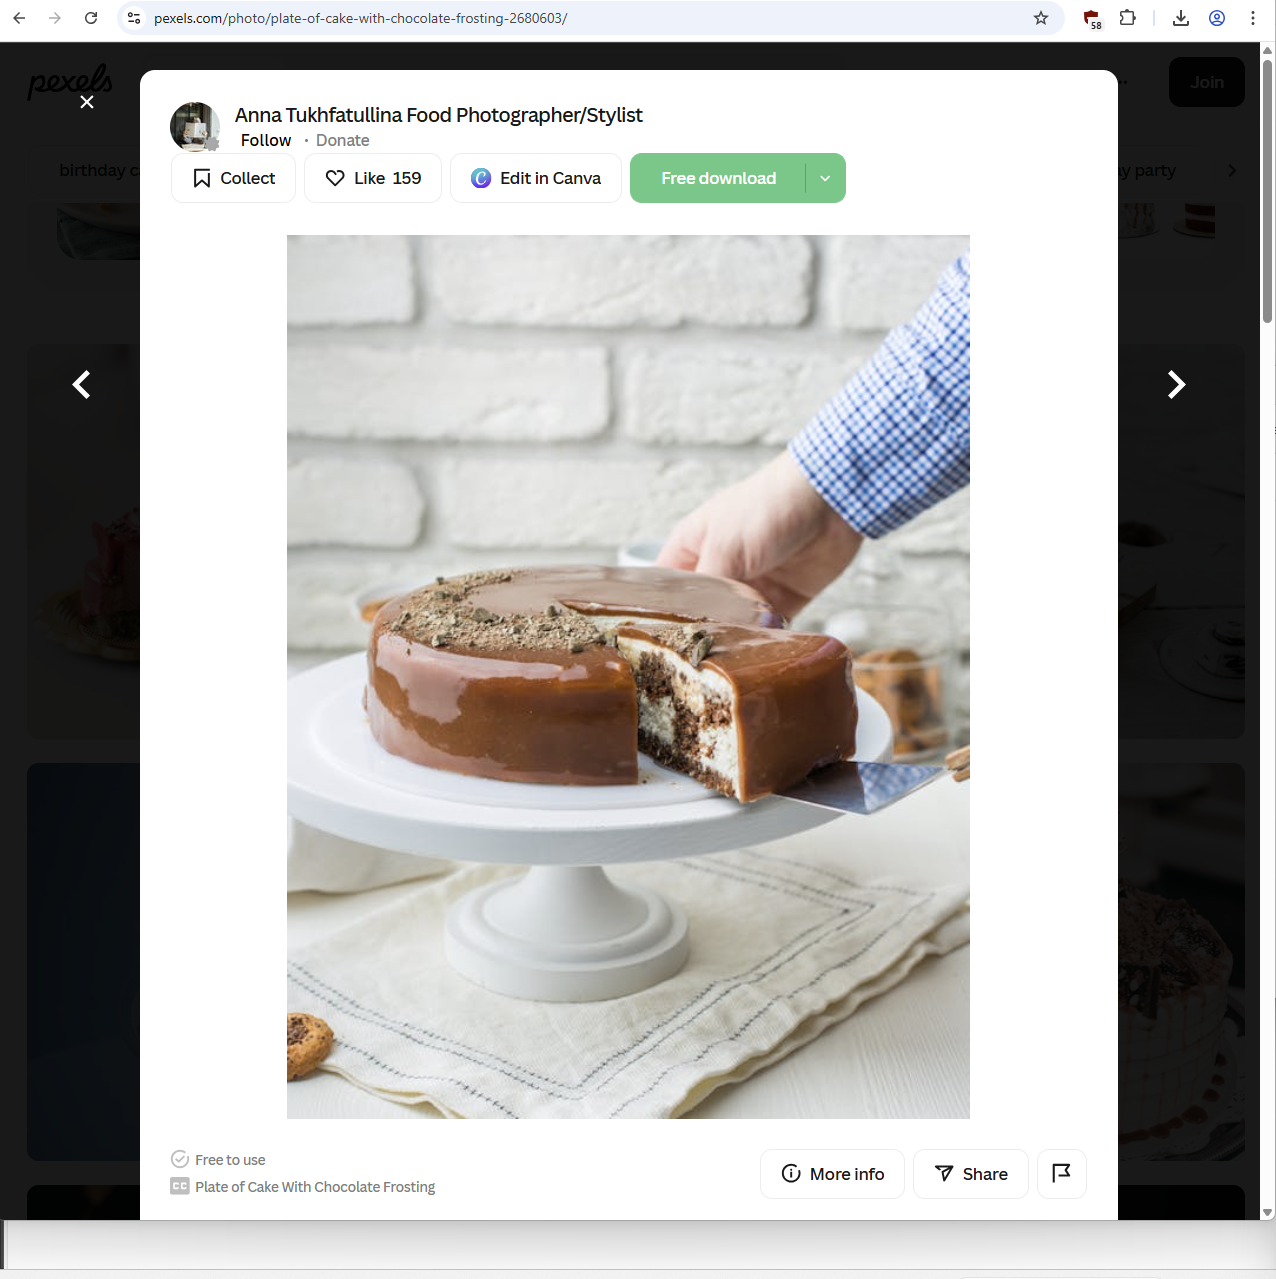 pexels.com/photo/plate-of-cake-with-chocolate-frosting-2680603/
58
pexels
Join
Anna Tukhfatullina Food Photographer/Stylist
Follow · Donate
birthday c
Collect
Like 159
Edit in Canva
Free download
ay party
Free to use
CC Plate of Cake With Chocolate Frosting
More info
Share